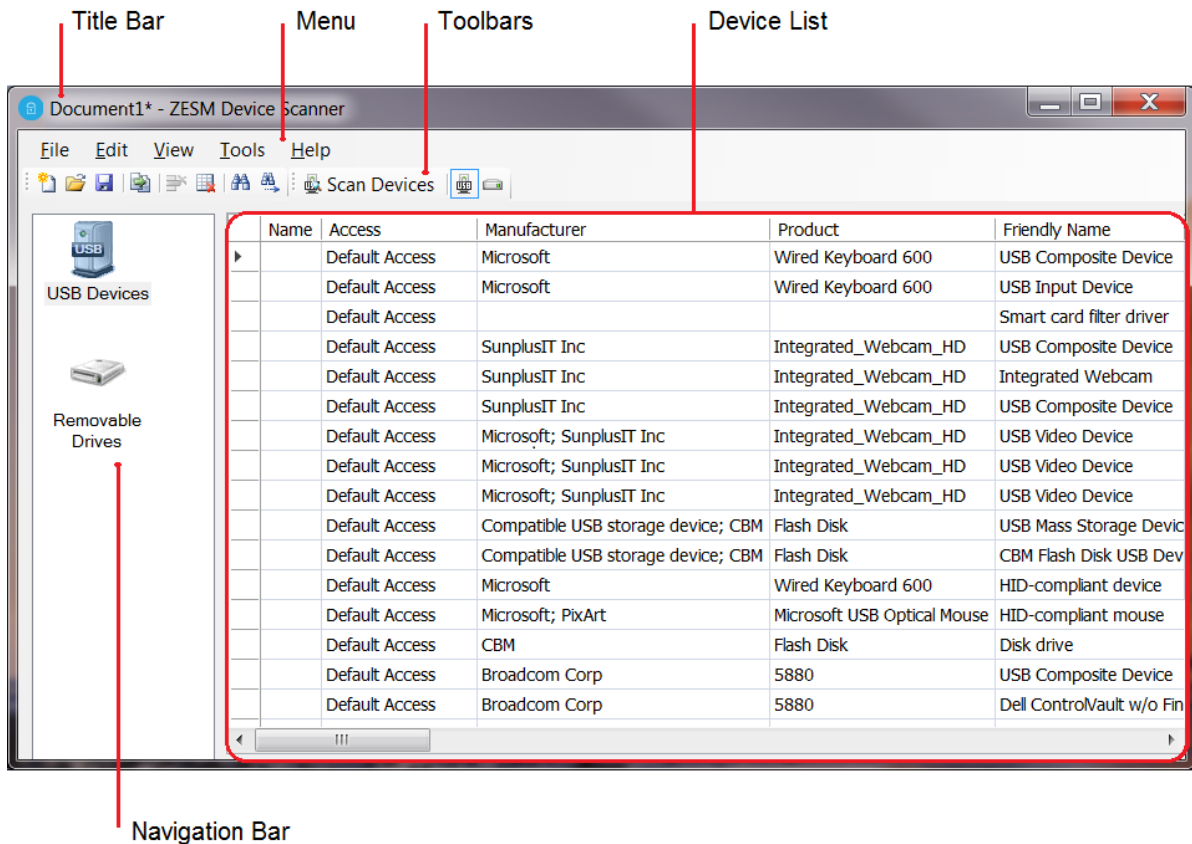 Title Bar Menu Toolbars Device List
Document1* - ZESM Device Scanner
File Edit View Tools Help
Scan Devices
USB
USB Devices
Removable
Drives
Name Access Manufacturer Product Friendly Name
Default Access Microsoft Wired Keyboard 600 USB Composite Device
Default Access Microsoft Wired Keyboard 600 USB Input Device
Default Access Smart card filter driver
Default Access SunplusIT Inc Integrated_Webcam_HD USB Composite Device
Default Access SunplusIT Inc Integrated_Webcam_HD Integrated Webcam
Default Access SunplusIT Inc Integrated_Webcam_HD USB Composite Device
Default Access Microsoft; SunplusIT Inc Integrated_Webcam_HD USB Video Device
Default Access Microsoft; SunplusIT Inc Integrated_Webcam_HD USB Video Device
Default Access Microsoft; SunplusIT Inc Integrated_Webcam_HD USB Video Device
Default Access Compatible USB storage device; CBM Flash Disk USB Mass Storage Devic
Default Access Compatible USB storage device; CBM Flash Disk CBM Flash Disk USB Dev
Default Access Microsoft Wired Keyboard 600 HID-compliant device
Default Access Microsoft; PixArt Microsoft USB Optical Mouse HID-compliant mouse
Default Access CBM Flash Disk Disk drive
Default Access Broadcom Corp 5880 USB Composite Device
Default Access Broadcom Corp 5880 Dell ControlVault w/o Fin
Navigation Bar